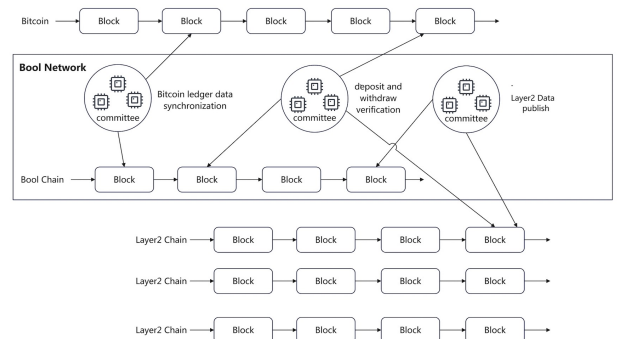 Bitcoin Block Block Block Block Block
Bool Network
Bitcoin ledger data
synchronization
committee
deposit and
withdraw
verification
committee
Layer2 Data
publish
committee
Bool Chain Block Block Block Block
Layer2 Chain Block Block Block Block
Layer2 Chain Block Block Block Block
Layer2 Chain Block Block Block Block